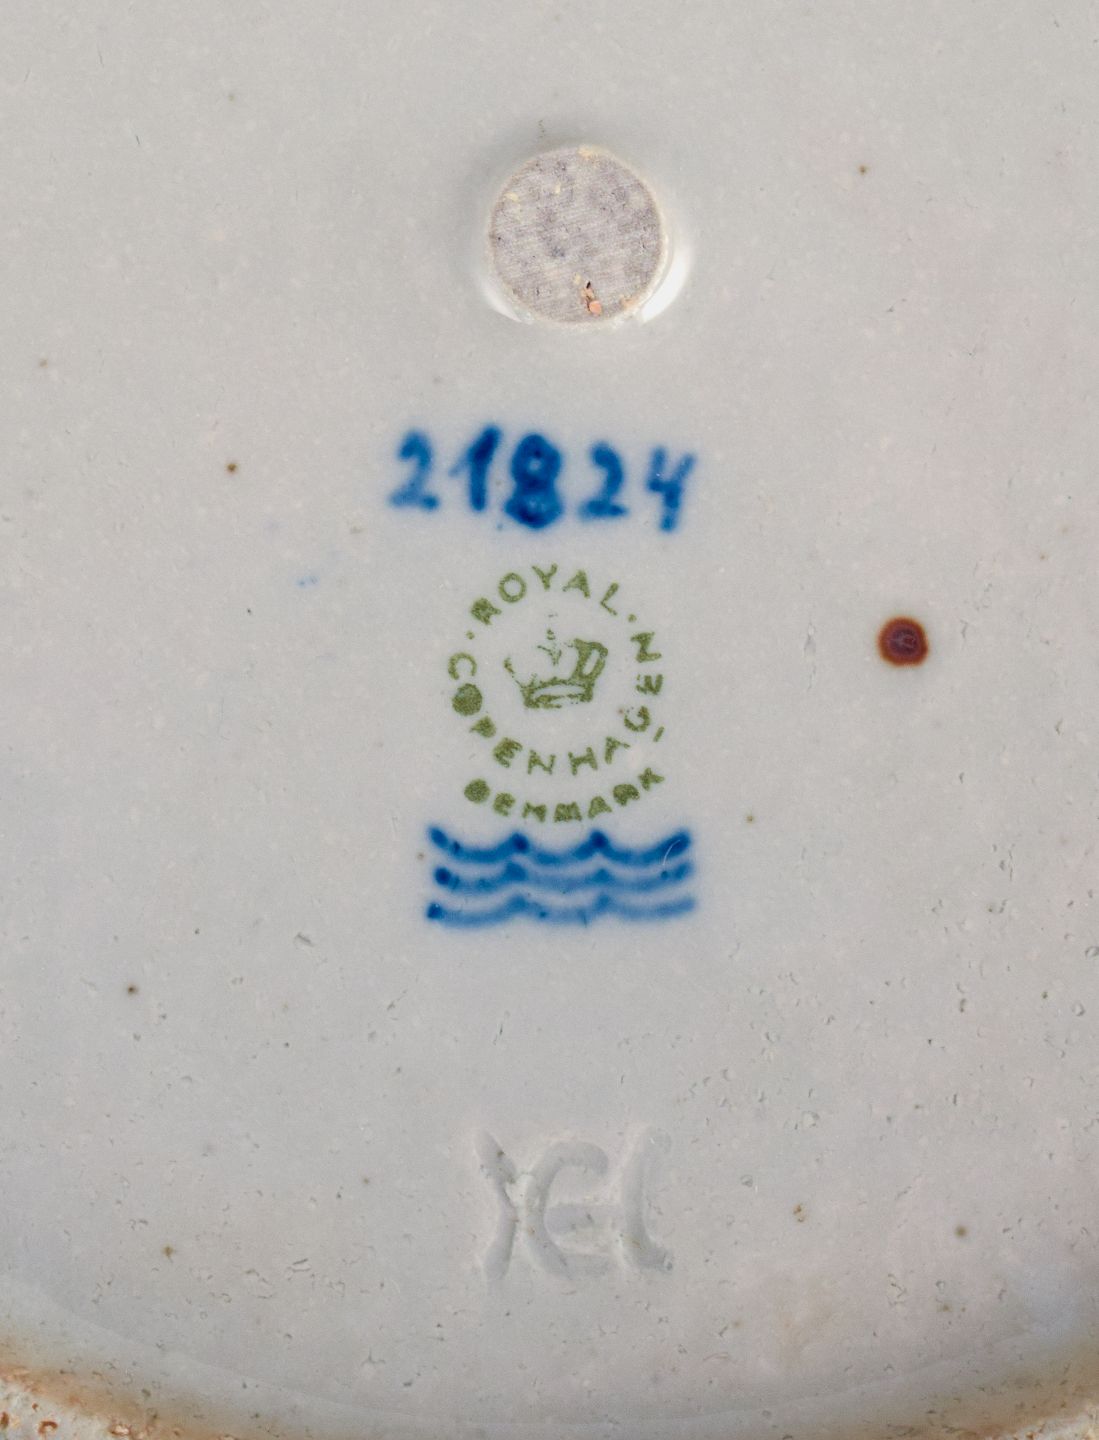 21824
ROYAL
COPENHAGEN
DENMARK